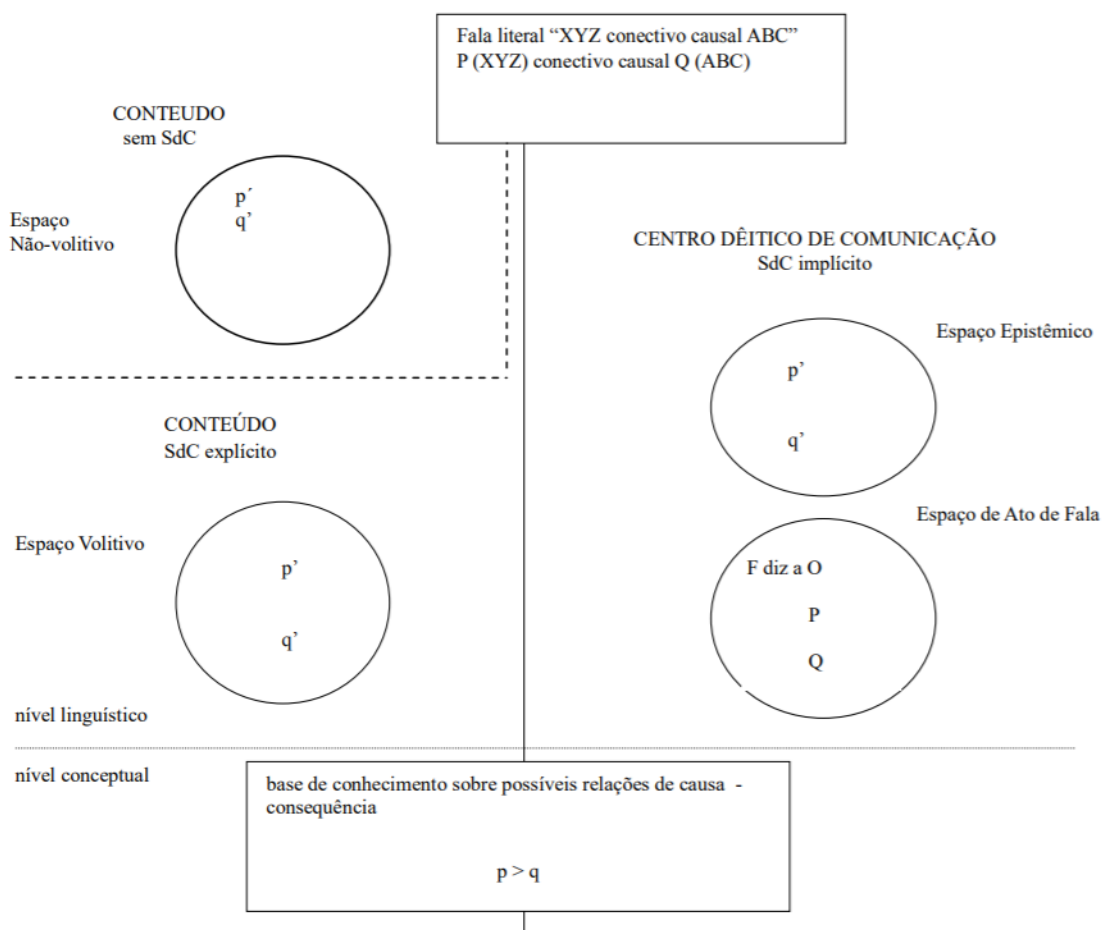 Fala literal “XYZ conectivo causal ABC”
P (XYZ) conectivo causal Q (ABC)
CONTEUDO
sem SdC
p´
q’
Espaço
Não-volitivo
CENTRO DÊITICO DE COMUNICAÇÃO
SdC implícito
Espaço Epistêmico
p’
q’
CONTEÚDO
SdC explícito
Espaço Volitivo
p’
q’
Espaço de Ato de Fala
F diz a O
P
Q
nível linguístico
nível conceptual
base de conhecimento sobre possíveis relações de causa -
consequência
p > q